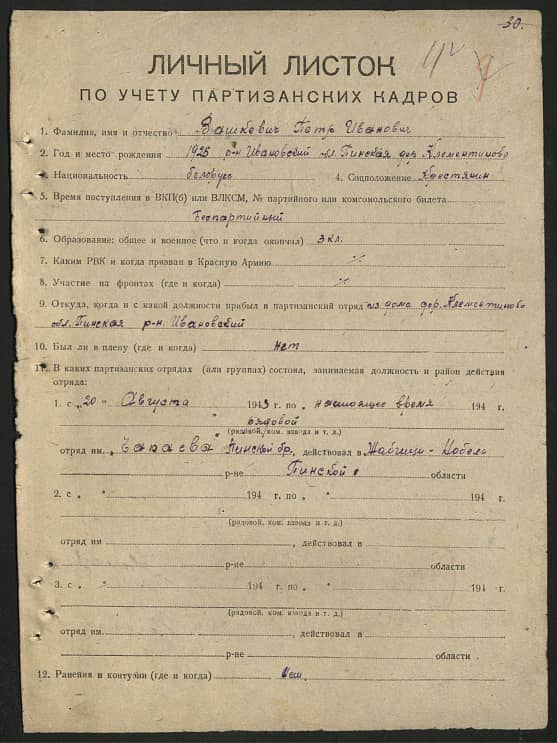 30.
ЛИЧНЫЙ ЛИСТОК
ПО УЧЕТУ ПАРТИЗАНСКИХ КАДРОВ
1. Фамилия, имя и отчество Вашкевич Петр Иванович
2. Год и место рождения 1925 р-н Ивановский обл. Пинская дер. Клементиново
3. Национальность белорус 4. Соцположение Крестянин
5. Время поступления в ВКП(б) или ВЛКСМ, № партийного или комсомольского билета
Беспартийный
6. Образование: общее и военное (что и когда окончил) 3 кл.
7. Каким РВК и когда призван в Красную Армию
8. Участие на фронтах (где и когда)
9. Откуда, когда и с какой должности прибыл в партизанский отряд из дома дер. Клементиново
обл. Пинская р-н. Ивановский
10. Был ли в плену (где и когда) нет
11. В каких партизанских отрядах (или группах) состоял, занимаемая должность и район действия
отряда:
1. с „20 " Августа 1943 г. по " настоящее время 194 г.
рядовой
(рядовой, ком. взвода и т. д.)
отряд им. Чапаева Пинской бр., действовал в
р-не Пинской области
2. с " " 194 г. по " " 194 г.
(рядовой, ком. взвода и т. д.)
отряд им. , действовал в
р-не области
3. с " " 194 г. по " " 194 г.
(рядовой, ком. взвода и т. д.)
отряд им. , действовал в
р-не области.
12. Ранения и контузии (где и когда) нет